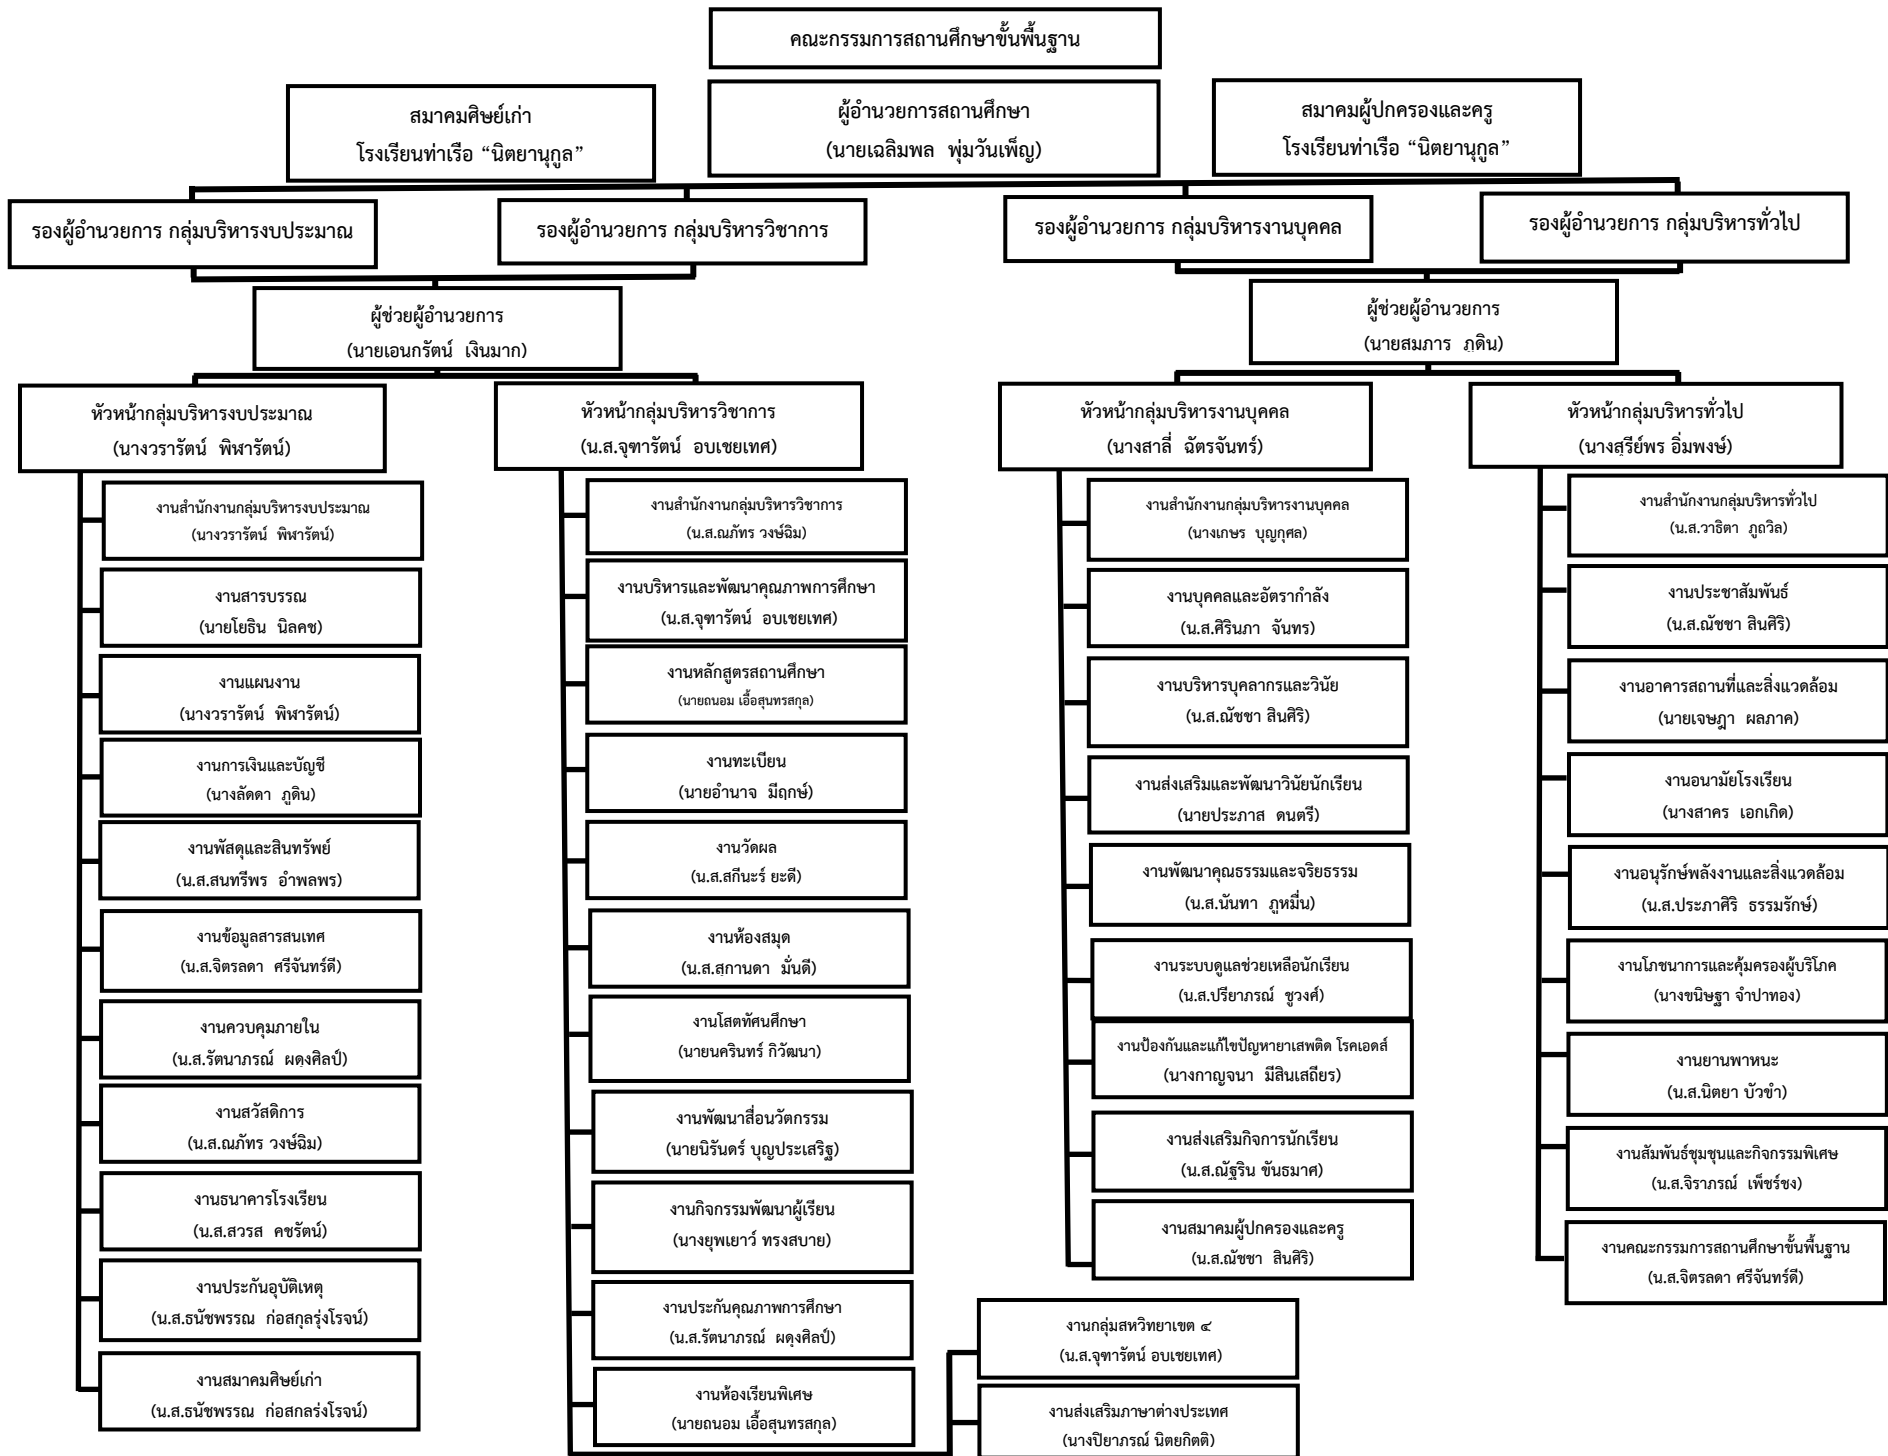 คณะกรรมการสถานศึกษาขั้นพื้นฐาน
สมาคมศิษย์เก่า
โรงเรียนท่าเรือ “นิตยานุกูล”
ผู้อำนวยการสถานศึกษา
(นายเฉลิมพล พุ่มวันเพ็ญ)
สมาคมผู้ปกครองและครู
โรงเรียนท่าเรือ “นิตยานุกูล”
รองผู้อำนวยการ กลุ่มบริหารงบประมาณ
รองผู้อำนวยการ กลุ่มบริหารวิชาการ
รองผู้อำนวยการ กลุ่มบริหารงานบุคคล
รองผู้อำนวยการ กลุ่มบริหารทั่วไป
ผู้ช่วยผู้อำนวยการ
(นายเอนกรัตน์ เงินมาก)
ผู้ช่วยผู้อำนวยการ
(นายสมภาร ภูดิน)
หัวหน้ากลุ่มบริหารงบประมาณ
(นางวรารัตน์ พิหารัตน์)
หัวหน้ากลุ่มบริหารวิชาการ
(น.ส.จุฑารัตน์ อบเชยเทศ)
หัวหน้ากลุ่มบริหารงานบุคคล
(นางสาลี่ ฉัตรจันทร์)
หัวหน้ากลุ่มบริหารทั่วไป
(นางสุรีย์พร อิ่มพงษ์)
งานสำนักงานกลุ่มบริหารงบประมาณ
(นางวรารัตน์ พิหารัตน์)
งานสารบรรณ
(นายโยธิน นิลคช)
งานแผนงาน
(นางวรารัตน์ พิหารัตน์)
งานการเงินและบัญชี
(นางลัดดา ภูดิน)
งานพัสดุและสินทรัพย์
(น.ส.สนทรีพร อำพลพร)
งานข้อมูลสารสนเทศ
(น.ส.จิตรลดา ศรีจันทร์ดี)
งานควบคุมภายใน
(น.ส.รัตนาภรณ์ ผดุงศิลป์)
งานสวัสดิการ
(น.ส.ณภัทร วงษ์ฉิม)
งานธนาคารโรงเรียน
(น.ส.สวรส คชรัตน์)
งานประกันอุบัติเหตุ
(น.ส.ธนัชพรรณ ก่อสกุลรุ่งโรจน์)
งานสมาคมศิษย์เก่า
(น.ส.ธนัชพรรณ ก่อสกลร่งโรจน์)
งานสำนักงานกลุ่มบริหารวิชาการ
(น.ส.ณภัทร วงษ์ฉิม)
งานบริหารและพัฒนาคุณภาพการศึกษา
(น.ส.จุฑารัตน์ อบเชยเทศ)
งานหลักสูตรสถานศึกษา
(นายถนอม เอื้อสุนทรสกุล)
งานทะเบียน
(นายอำนาจ มีฤกษ์)
งานวัดผล
(น.ส.สกีนะร์ ยะดี)
งานห้องสมุด
(น.ส.สุกานดา มั่นดี)
งานโสตทัศนศึกษา
(นายนครินทร์ กิวัฒนา)
งานพัฒนาสื่อนวัตกรรม
(นายนิรันดร์ บุญประเสริฐ)
งานกิจกรรมพัฒนาผู้เรียน
(นางยุพเยาว์ ทรงสบาย)
งานประกันคุณภาพการศึกษา
(น.ส.รัตนาภรณ์ ผดุงศิลป์)
งานห้องเรียนพิเศษ
(นายถนอม เอื้อสุนทรสกุล)
งานกลุ่มสหวิทยาเขต ๔
(น.ส.จุฑารัตน์ อบเชยเทศ)
งานส่งเสริมภาษาต่างประเทศ
(นางปิยาภรณ์ นิตยกิตติ)
งานสำนักงานกลุ่มบริหารงานบุคคล
(นางเกษร บุญกุศล)
งานบุคคลและอัตรากำลัง
(น.ส.ศิรินภา จันทร)
งานบริหารบุคลากรและวินัย
(น.ส.ณัชชา สินศิริ)
งานส่งเสริมและพัฒนาวินัยนักเรียน
(นายประภาส ดนตรี)
งานพัฒนาคุณธรรมและจริยธรรม
(น.ส.นันทา ภูหมื่น)
งานระบบดูแลช่วยเหลือนักเรียน
(น.ส.ปรียาภรณ์ ชูวงศ์)
งานป้องกันและแก้ไขปัญหายาเสพติด โรคเอดส์
(นางกาญจนา มีสินเสถียร)
งานส่งเสริมกิจการนักเรียน
(น.ส.ณัฐริน ขันธมาศ)
งานสมาคมผู้ปกครองและครู
(น.ส.ณัชชา สินศิริ)
งานสำนักงานกลุ่มบริหารทั่วไป
(น.ส.วาธิตา ภูถวิล)
งานประชาสัมพันธ์
(น.ส.ณัชชา สินศิริ)
งานอาคารสถานที่และสิ่งแวดล้อม
(นายเจษฎา ผลภาค)
งานอนามัยโรงเรียน
(นางสาคร เอกเกิด)
งานอนุรักษ์พลังงานและสิ่งแวดล้อม
(น.ส.ประภาศิริ ธรรมรักษ์)
งานโภชนาการและคุ้มครองผู้บริโภค
(นางขนิษฐา จำปาทอง)
งานยานพาหนะ
(น.ส.นิตยา บัวขำ)
งานสัมพันธ์ชุมชนและกิจกรรมพิเศษ
(น.ส.จิราภรณ์ เพ็ชร์ชง)
งานคณะกรรมการสถานศึกษาขั้นพื้นฐาน
(น.ส.จิตรลดา ศรีจันทร์ดี)